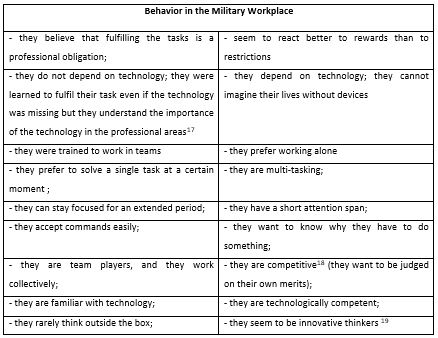 Behavior in the Military Workplace
- they believe that fulfilling the tasks is a
professional obligation;
- seem to react better to rewards than to
restrictions
- they do not depend on technology; they were
learned to fulfil their task even if the technology
was missing but they understand the importance
of the technology in the professional areas17
- they depend on technology; they cannot
imagine their lives without devices
- they were trained to work in teams
- they prefer working alone
- they prefer to solve a single task at a certain
moment ;
- they are multi-tasking;
- they can stay focused for an extended period;
- they have a short attention span;
- they accept commands easily;
- they want to know why they have to do
something;
- they are team players, and they work
collectively;
- they are competitive18 (they want to be judged
on their own merits);
- they are familiar with technology;
- they are technologically competent;
- they rarely think outside the box;
- they seem to be innovative thinkers 19